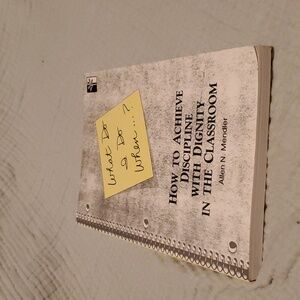 What Do
I Do
When...?
HOW TO ACHIEVE
DISCIPLINE
WITH DIGNITY
IN THE CLASSROOM
Allen N. Mendler